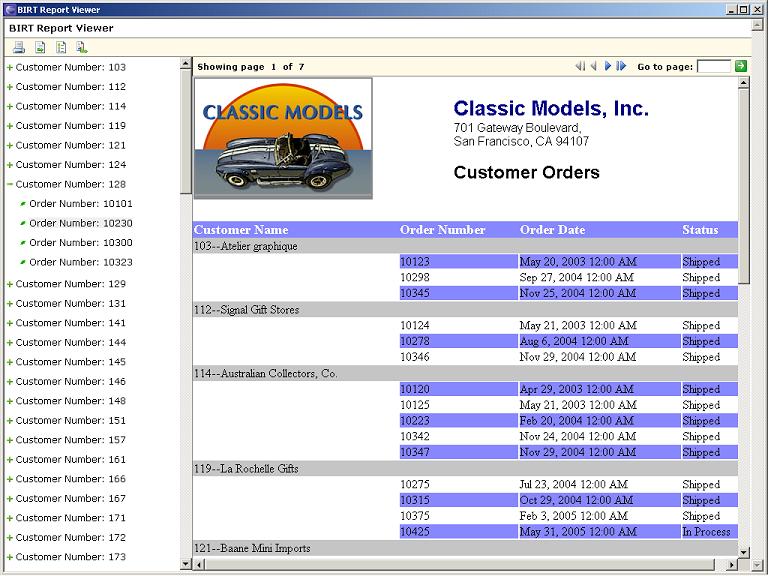 BIRT Report Viewer
BIRT Report Viewer
Customer Number: 103
Customer Number: 112
Customer Number: 114
Customer Number: 119
Customer Number: 121
Customer Number: 124
Customer Number: 128
Order Number: 10101
Order Number: 10230
Order Number: 10300
Order Number: 10323
Customer Number: 129
Customer Number: 131
Customer Number: 141
Customer Number: 144
Customer Number: 145
Customer Number: 146
Customer Number: 148
Customer Number: 151
Customer Number: 157
Customer Number: 161
Customer Number: 166
Customer Number: 167
Customer Number: 171
Customer Number: 172
Customer Number: 173
Showing page 1 of 7
Go to page:
CLASSIC MODELS
Classic Models, Inc.
701 Gateway Boulevard,
San Francisco, CA 94107
Customer Orders
Customer Name Order Number Order Date Status
103--Atelier graphique
10123 May 20, 2003 12:00 AM Shipped
10298 Sep 27, 2004 12:00 AM Shipped
10345 Nov 25, 2004 12:00 AM Shipped
112--Signal Gift Stores
10124 May 21, 2003 12:00 AM Shipped
10278 Aug 6, 2004 12:00 AM Shipped
10346 Nov 29, 2004 12:00 AM Shipped
114--Australian Collectors, Co.
10120 Apr 29, 2003 12:00 AM Shipped
10125 May 21, 2003 12:00 AM Shipped
10223 Feb 20, 2004 12:00 AM Shipped
10342 Nov 24, 2004 12:00 AM Shipped
10347 Nov 29, 2004 12:00 AM Shipped
119--La Rochelle Gifts
10275 Jul 23, 2004 12:00 AM Shipped
10315 Oct 29, 2004 12:00 AM Shipped
10375 Feb 3, 2005 12:00 AM Shipped
10425 May 31, 2005 12:00 AM In Process
121--Baane Mini Imports